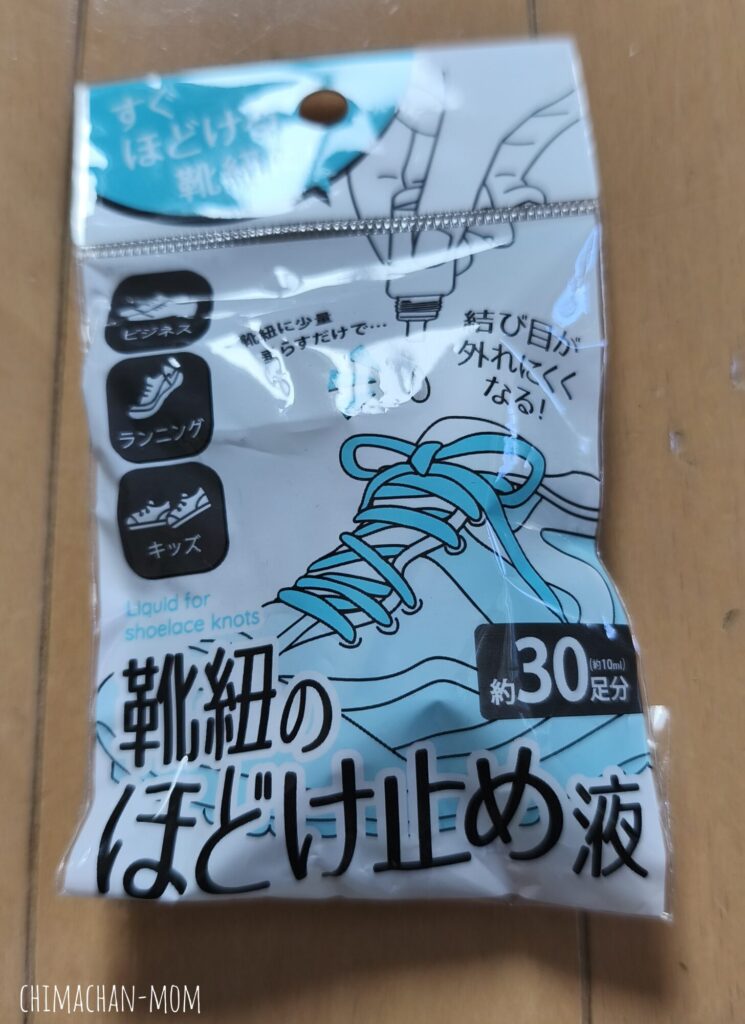 すぐ
ほどける
靴紐に
ビジネス
ランニング
キッズ
靴紐に少量
垂らすだけで…
結び目が
外れにくく
なる！
Liquid for
shoelace knots
約30足分
(約10ml)
靴紐の
ほどけ止め液
CHIMACHAN-MOM